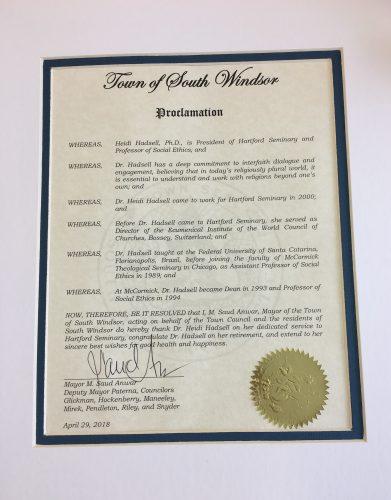 Town of South Windsor
Proclamation
WHEREAS, Heidi Hadsell, Ph.D., is President of Hartford Seminary and
Professor of Social Ethics; and
WHEREAS, Dr. Hadsell has a deep commitment to interfaith dialogue and
engagement, believing that in today's religiously plural world, it
is essential to understand and work with religions beyond one's
own; and
WHEREAS, Dr. Heidi Hadsell came to work for Hartford Seminary in 2000;
and
WHEREAS, Before Dr. Hadsell came to Hartford Seminary, she served as
Director of the Ecumenical Institute of the World Council of
Churches, Bossey, Switzerland; and
WHEREAS, Dr. Hadsell taught at the Federal University of Santa Catarina,
Florianopolis, Brazil, before joining the faculty of McCormick
Theological Seminary in Chicago, as Assistant Professor of Social
Ethics in 1989; and
WHEREAS, At McCormick, Dr. Hadsell became Dean in 1993 and Professor of
Social Ethics in 1994
NOW, THEREFORE, BE IT RESOLVED that I, M. Saud Anwar, Mayor of the Town
of South Windsor, acting on behalf of the Town Council and the residents of
South Windsor do hereby thank Dr. Heidi Hadsell on her dedicated service to
Hartford Seminary, congratulate Dr. Hadsell on her retirement, and extend to her
sincere best wishes for good health and happiness.
Mayor M. Saud Anwar
Deputy Mayor Paterna, Councilors
Glickman, Hockenberry, Maneeley,
Mirek, Pendleton, Riley, and Snyder
April 29, 2018